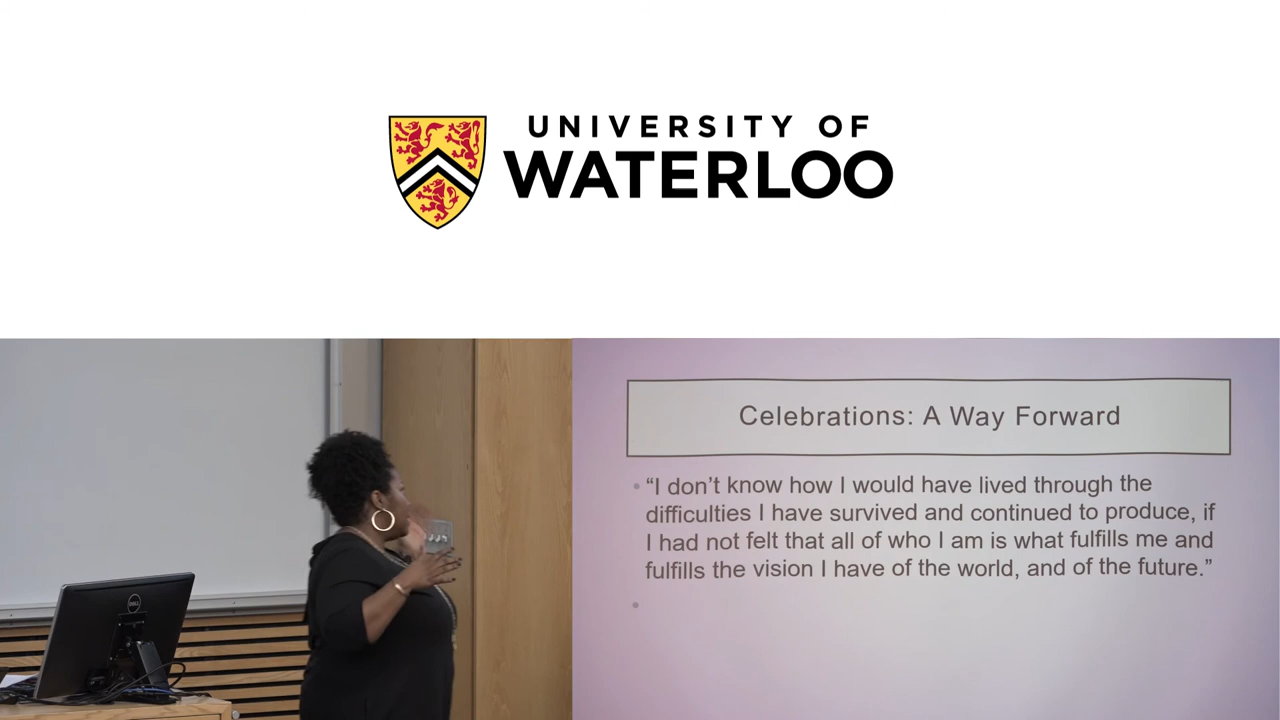 UNIVERSITY OF
WATERLOO
Celebrations: A Way Forward
“I don’t know how I would have lived through the
difficulties I have survived and continued to produce, if
I had not felt that all of who I am is what fulfills me and
fulfills the vision I have of the world, and of the future.”
DELL